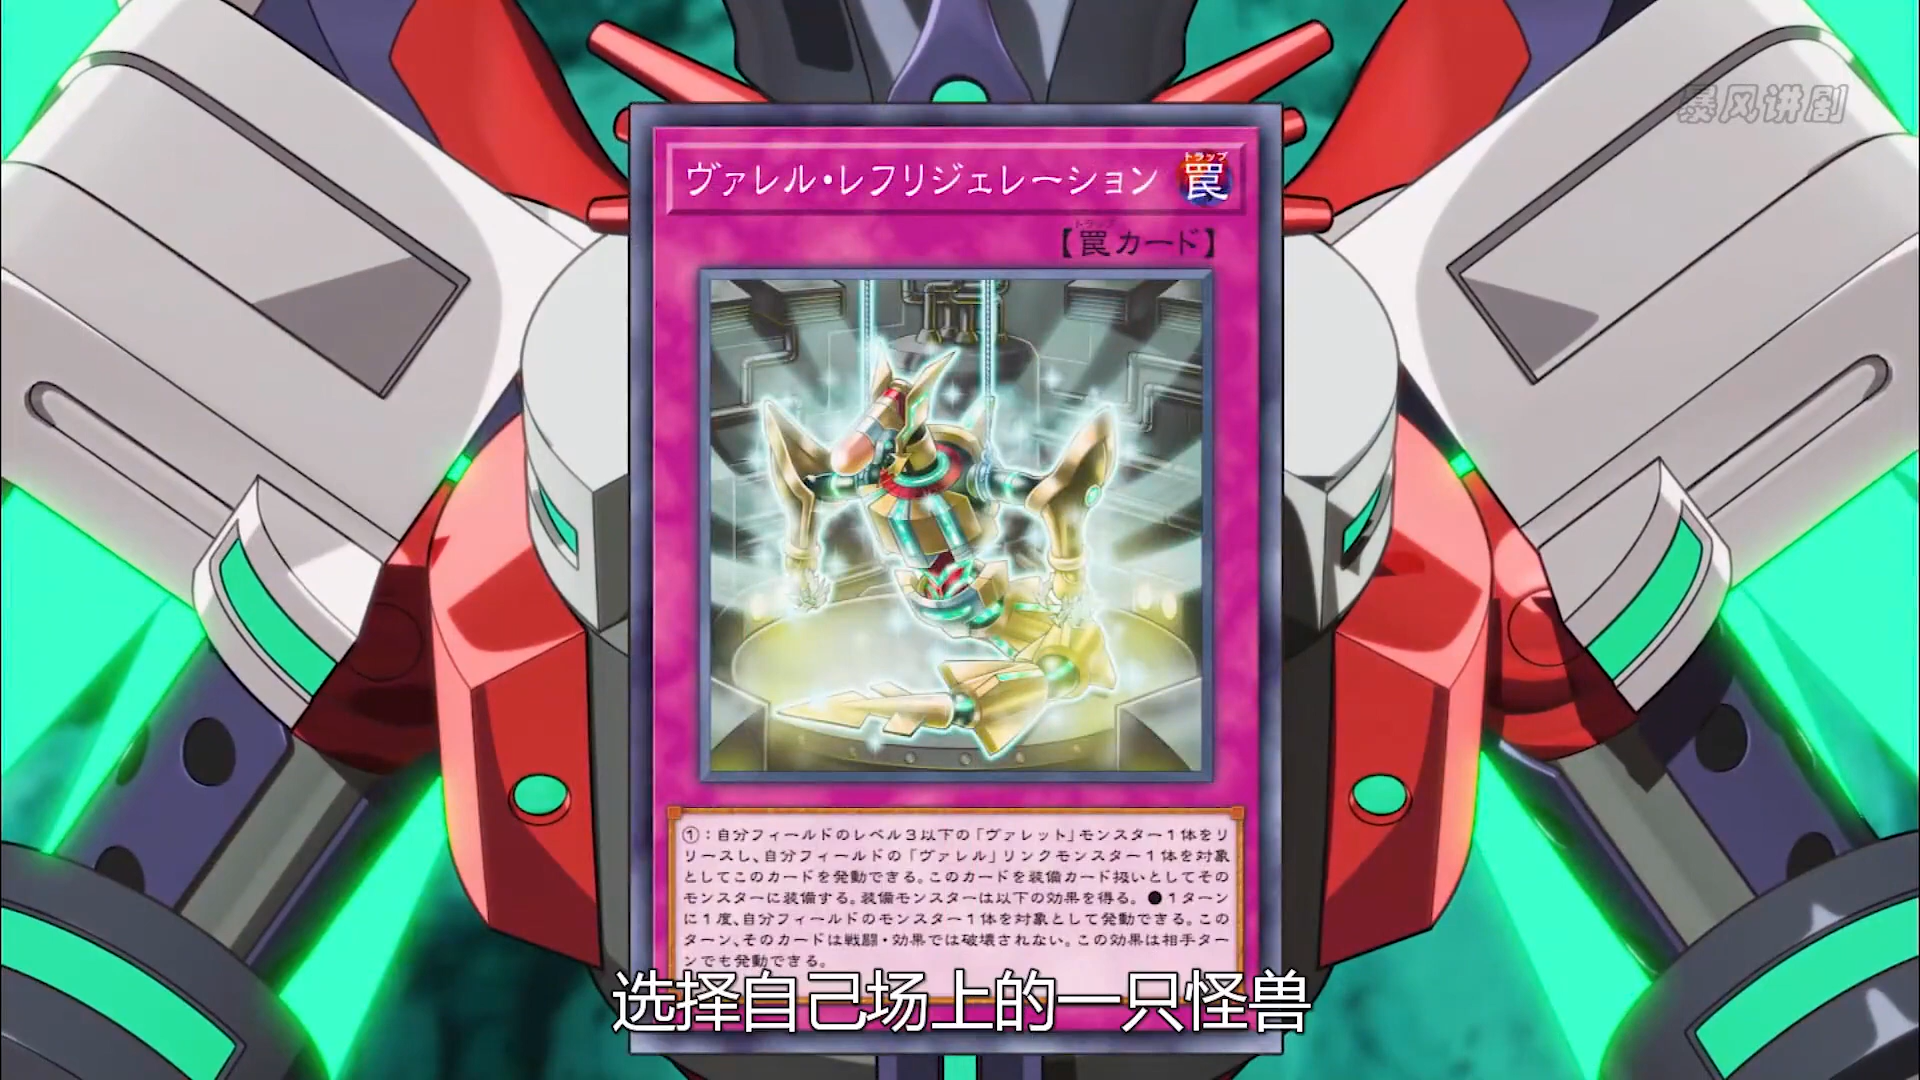 暴风讲剧
ヴァレル・レフリジェレーション
トラップ
罠
トラップ
【罠カード】
①：自分フィールドのレベル３以下の「ヴァレット」モンスター１体をリ
リースし、自分フィールドの「ヴァレル」リンクモンスター１体を対象
としてこのカードを発動できる。このカードを装備カード扱いとしてその
モンスターに装備する。装備モンスターは以下の効果を得る。●１ターン
に１度、自分フィールドのモンスター１体を対象として発動できる。この
ターン、そのカードは戦闘・効果では破壊されない。この効果は相手ター
ンでも発動できる。
选择自己场上的一只怪兽